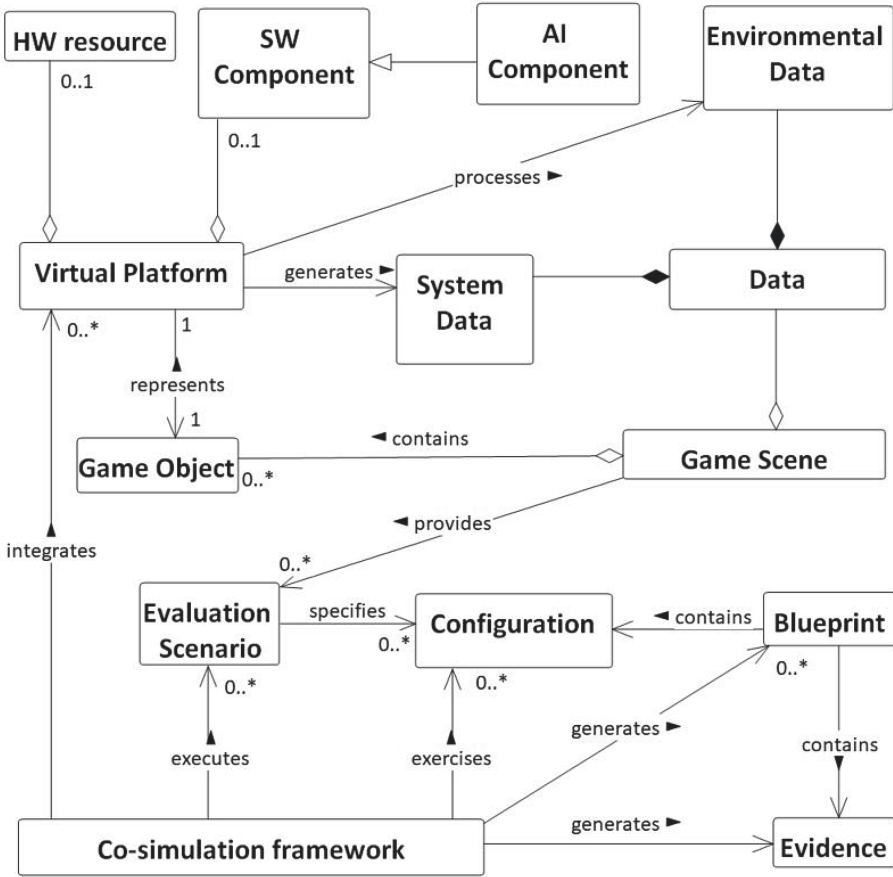 HW resource
SW
Component
AI
Component
Environmental
Data
0..1
0..1
processes
Virtual Platform
generates
System
Data
Data
0..*
1
represents
1
Game Object
0..*
contains
Game Scene
provides
integrates
0..*
Evaluation
Scenario
specifies
0..*
Configuration
contains
Blueprint
0..*
0..*
0..*
generates
contains
executes
exercises
generates
Co-simulation framework
Evidence